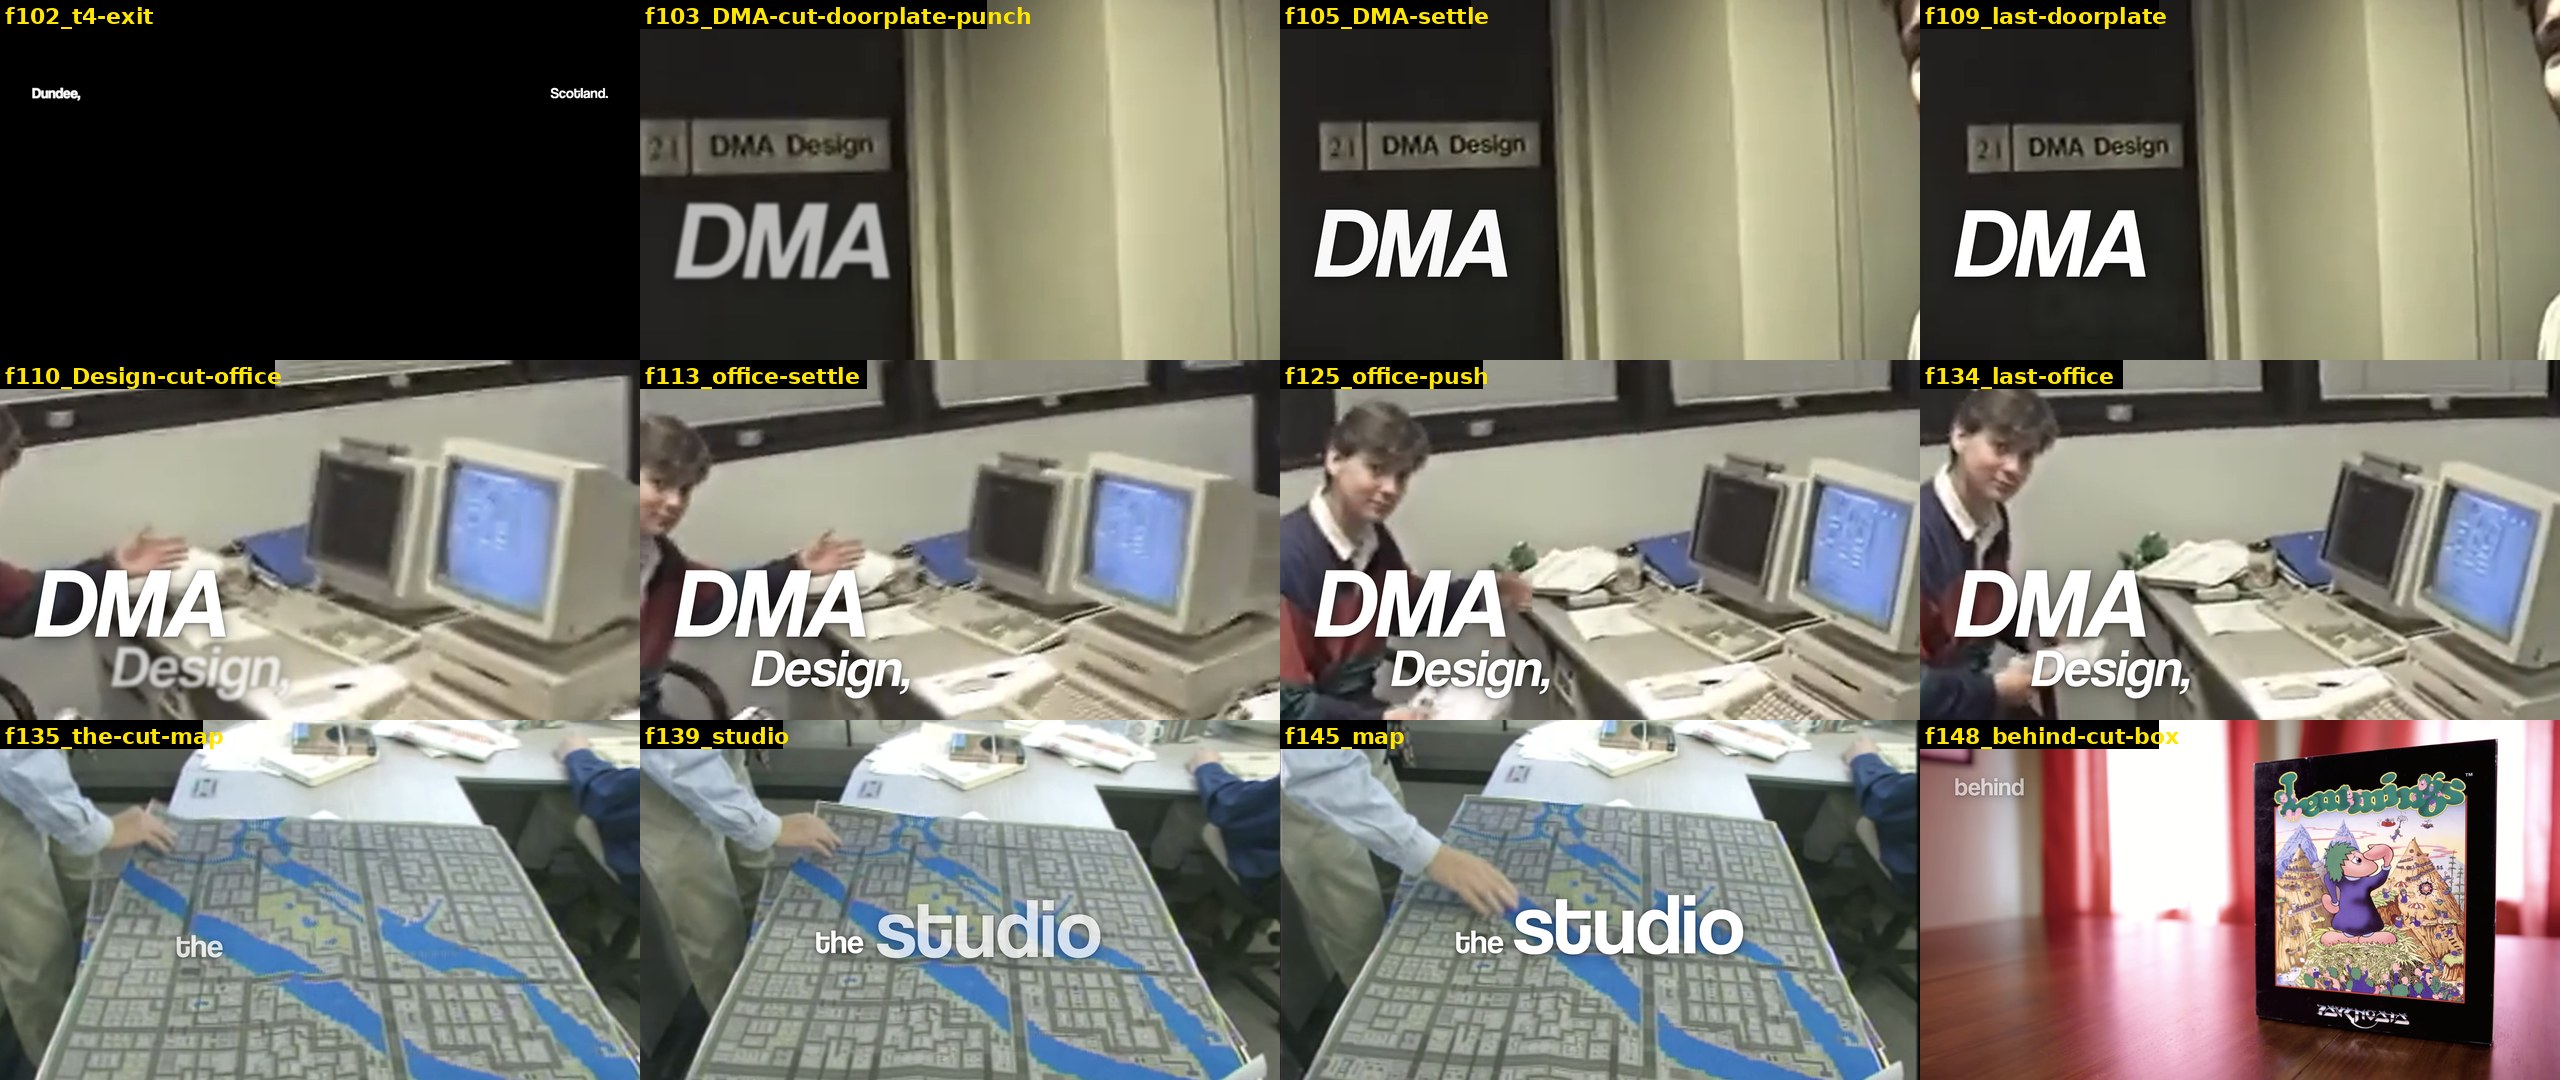 f102_t4-exit
Dundee,
Scotland.
f103_DMA-cut-doorplate-punch
21 DMA Design
DMA
f105_DMA-settle
21 DMA Design
DMA
f109_last-doorplate
21 DMA Design
DMA
f110_Design-cut-office
DMA
Design,
f113_office-settle
DMA
Design,
f125_office-push
DMA
Design,
f134_last-office
DMA
Design,
f135_the-cut-map
the
f139_studio
the studio
f145_map
the studio
f148_behind-cut-box
behind
Lemmings
™
PSYGNOSIS